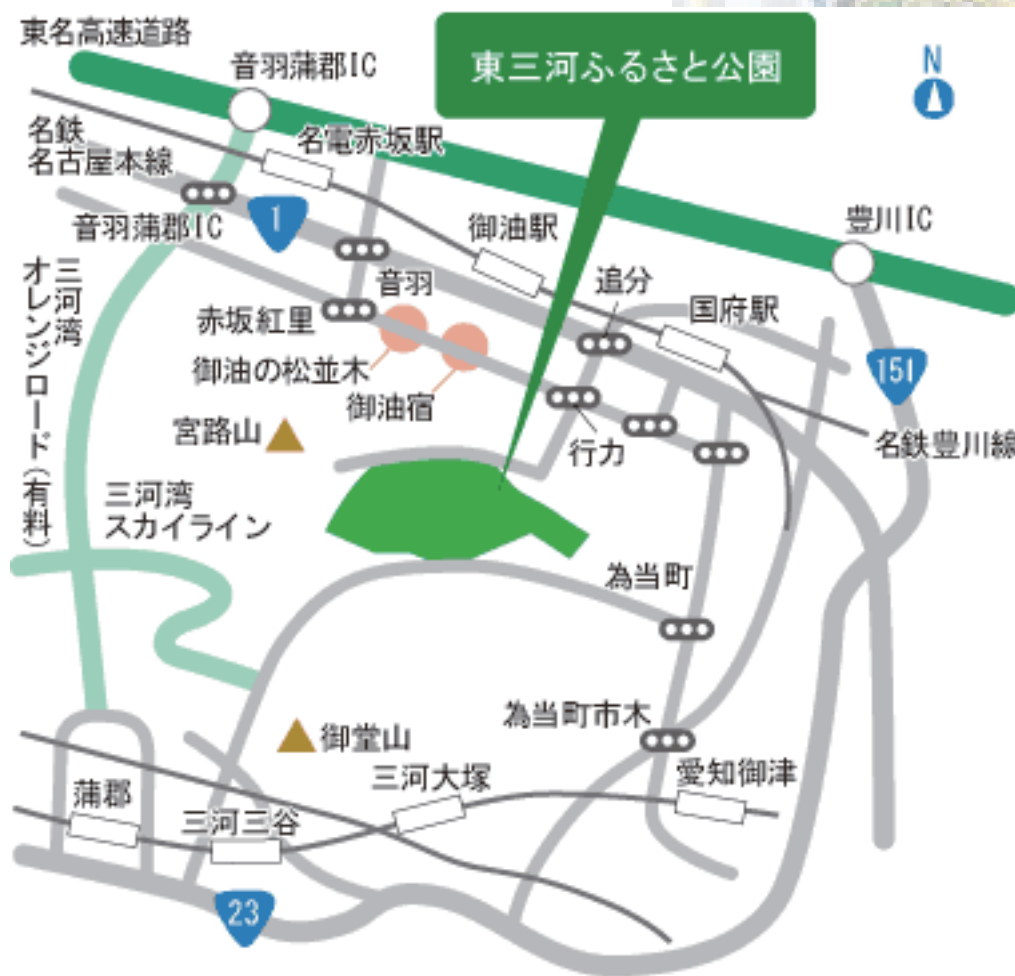 東名高速道路
音羽蒲郡IC
東三河ふるさと公園
N
名鉄
名古屋本線
名電赤坂駅
音羽蒲郡IC
1
御油駅
豊川IC
三河湾
オレンジロード(有料)
音羽
追分
国府駅
赤坂紅里
御油の松並木
御油宿
151
宮路山
行力
名鉄豊川線
三河湾
スカイライン
為当町
為当町市木
御堂山
三河大塚
愛知御津
蒲郡
三河三谷
23